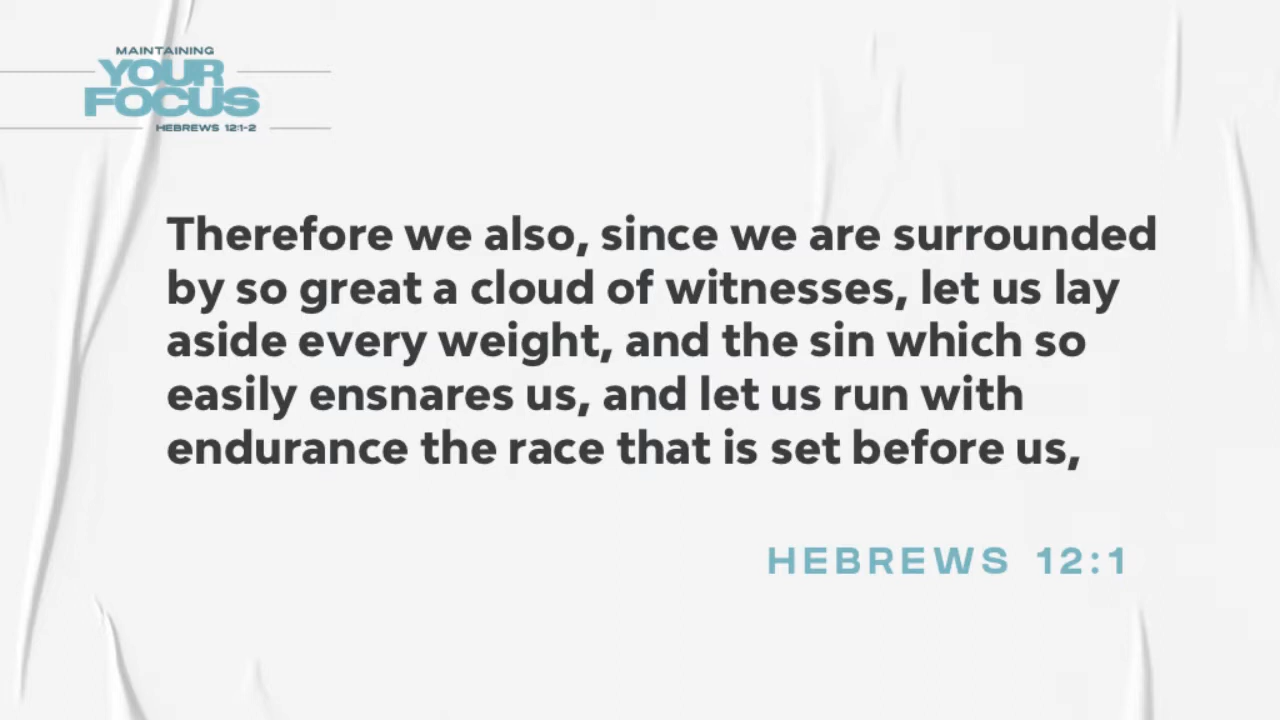 MAINTAINING
YOUR
FOCUS
HEBREWS 12:1-2
Therefore we also, since we are surrounded
by so great a cloud of witnesses, let us lay
aside every weight, and the sin which so
easily ensnares us, and let us run with
endurance the race that is set before us,
HEBREWS 12:1